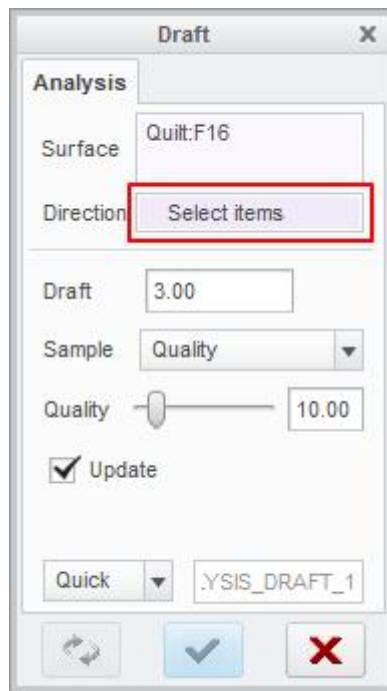 Draft
Analysis
Surface Quilt:F16
Direction Select items
Draft 3.00
Sample Quality
Quality 10.00
Update
Quick .YSIS_DRAFT_1